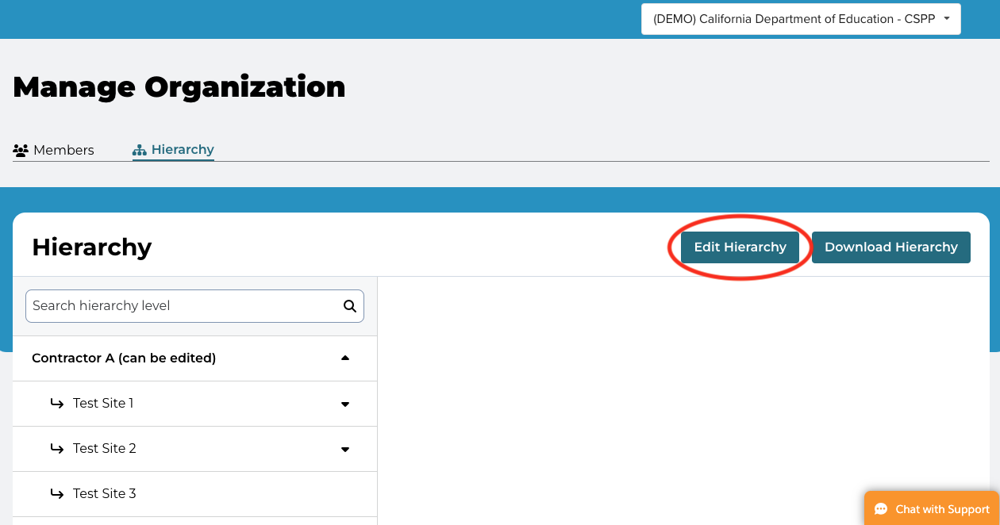 (DEMO) California Department of Education - CSPP
Manage Organization
Members
Hierarchy
Hierarchy
Edit Hierarchy
Download Hierarchy
Search hierarchy level
Contractor A (can be edited)
Test Site 1
Test Site 2
Test Site 3
Chat with Support